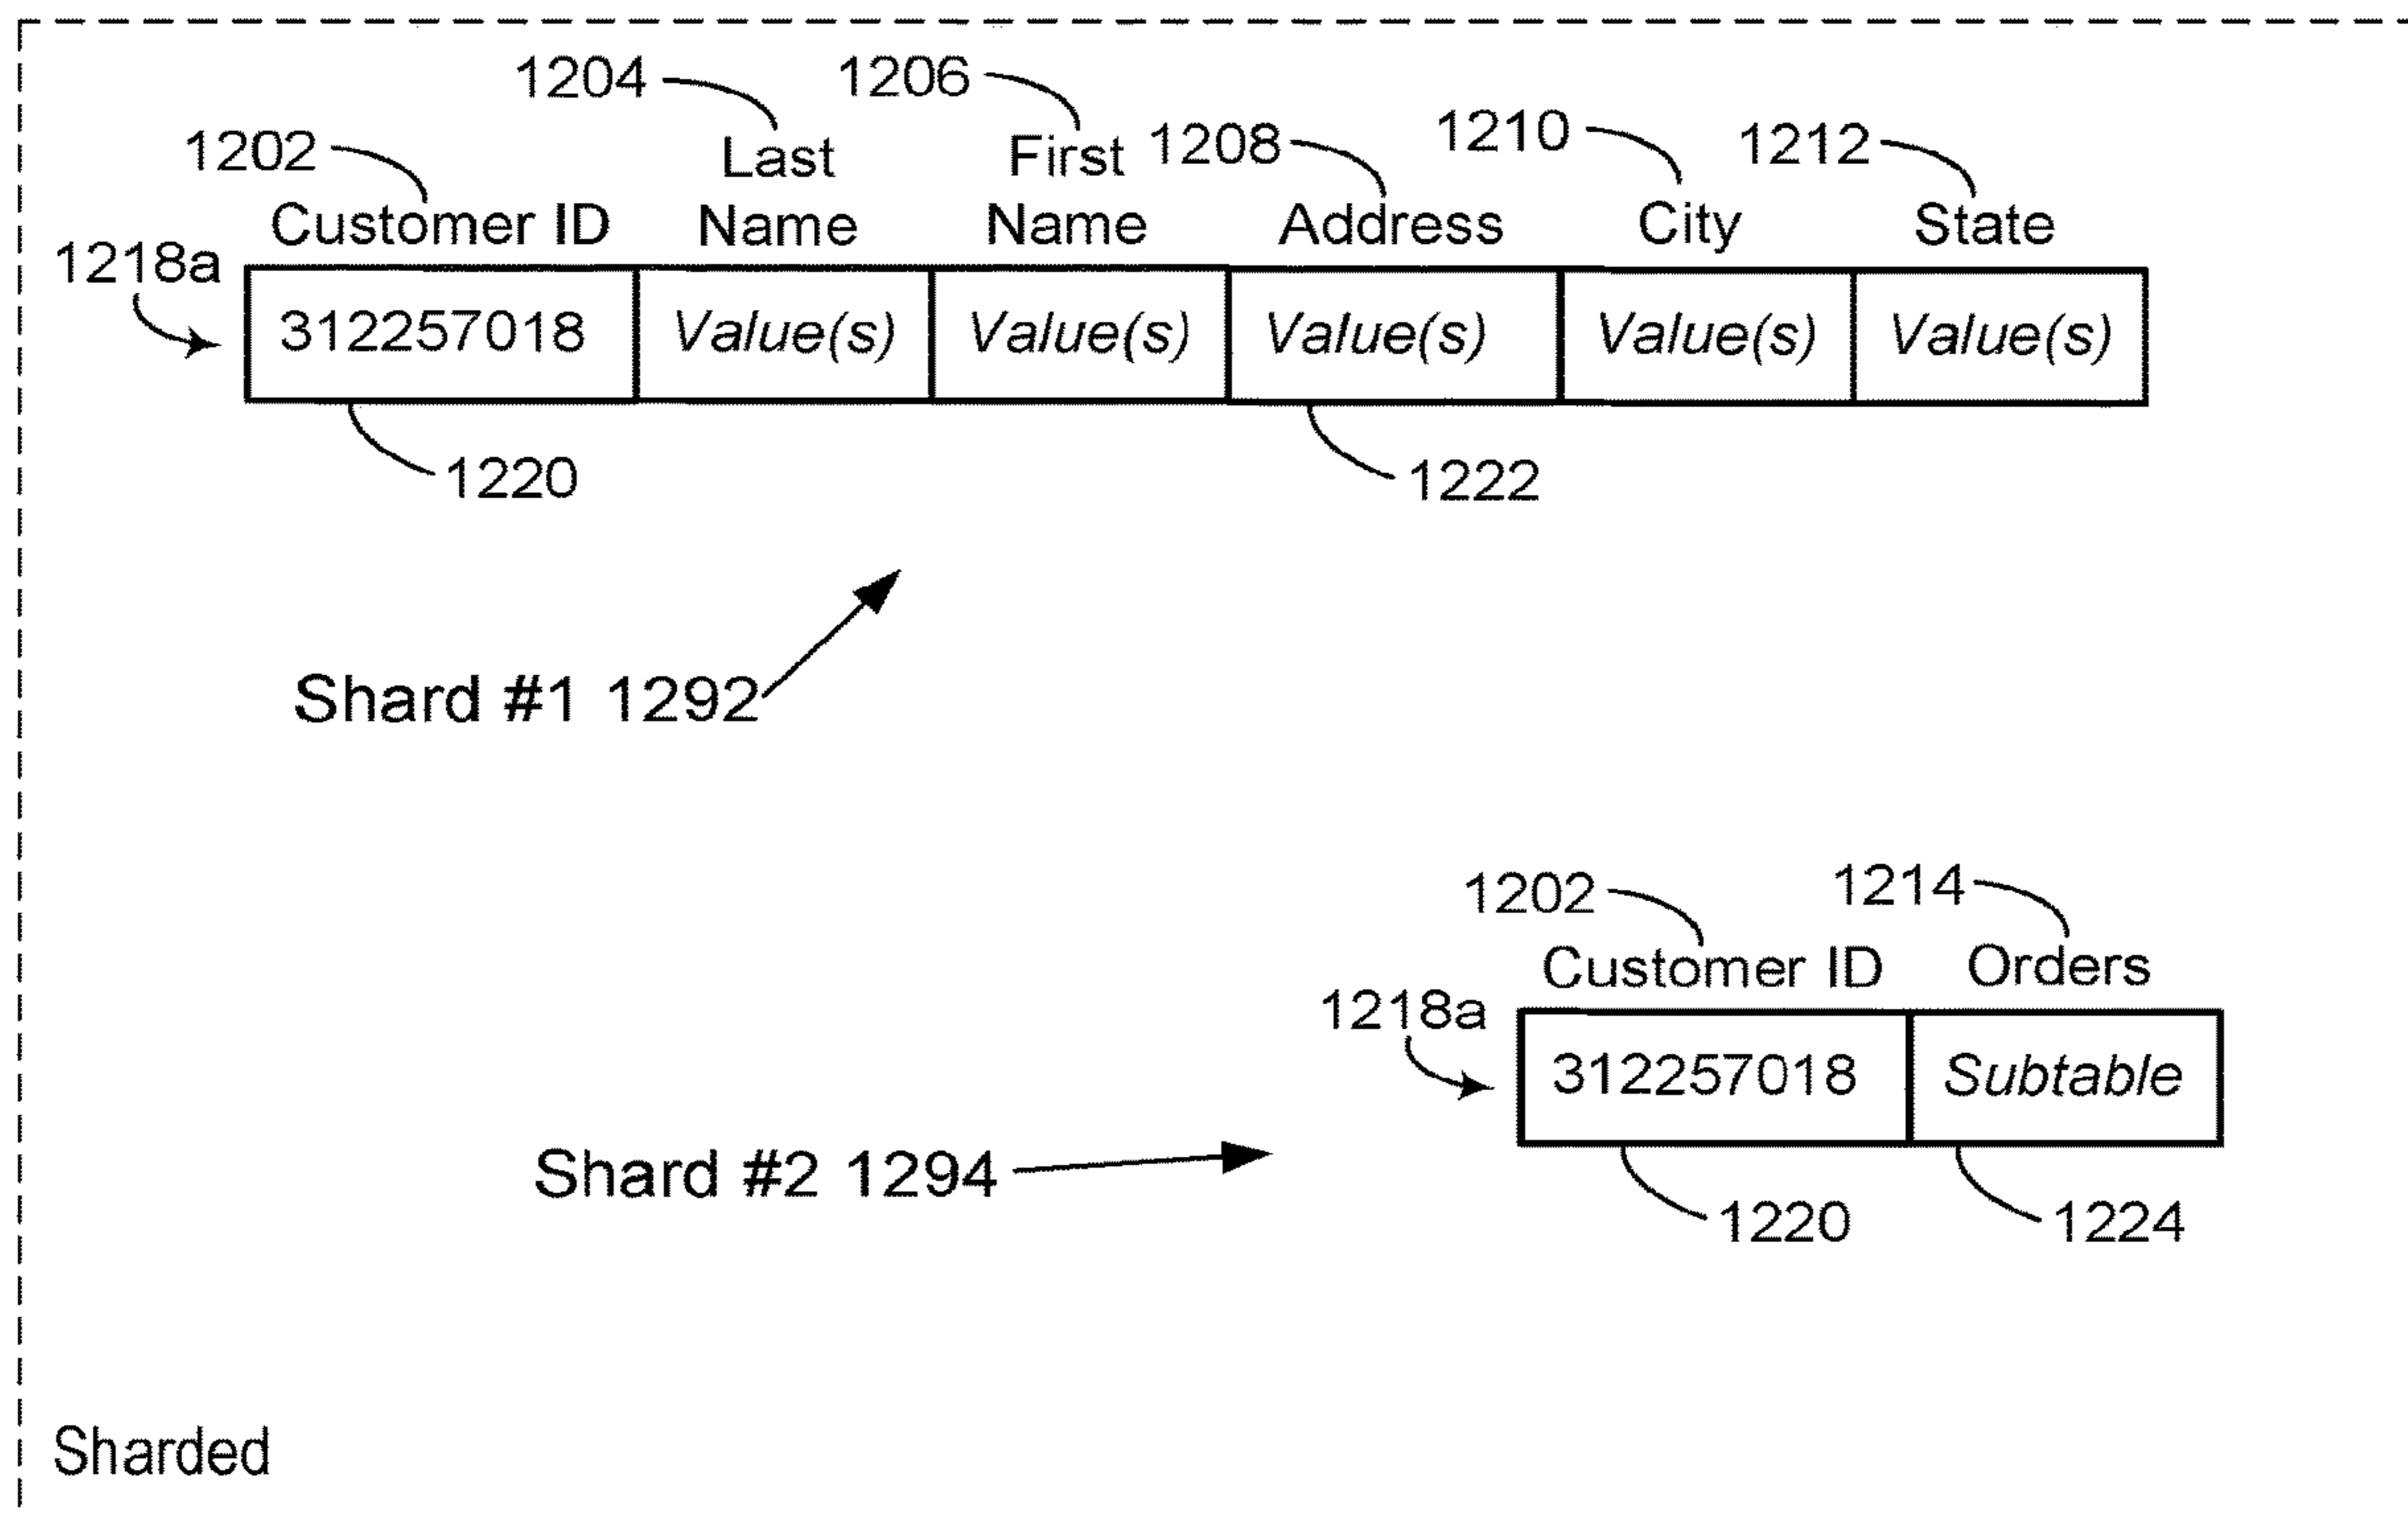 1204 1206
1202 Last First 1208 1210 1212
Customer ID Name Name Address City State
1218a
312257018 Value(s) Value(s) Value(s) Value(s) Value(s)
1220 1222
Shard #1 1292
1202 1214
Customer ID Orders
1218a
312257018 Subtable
Shard #2 1294
1220 1224
Sharded